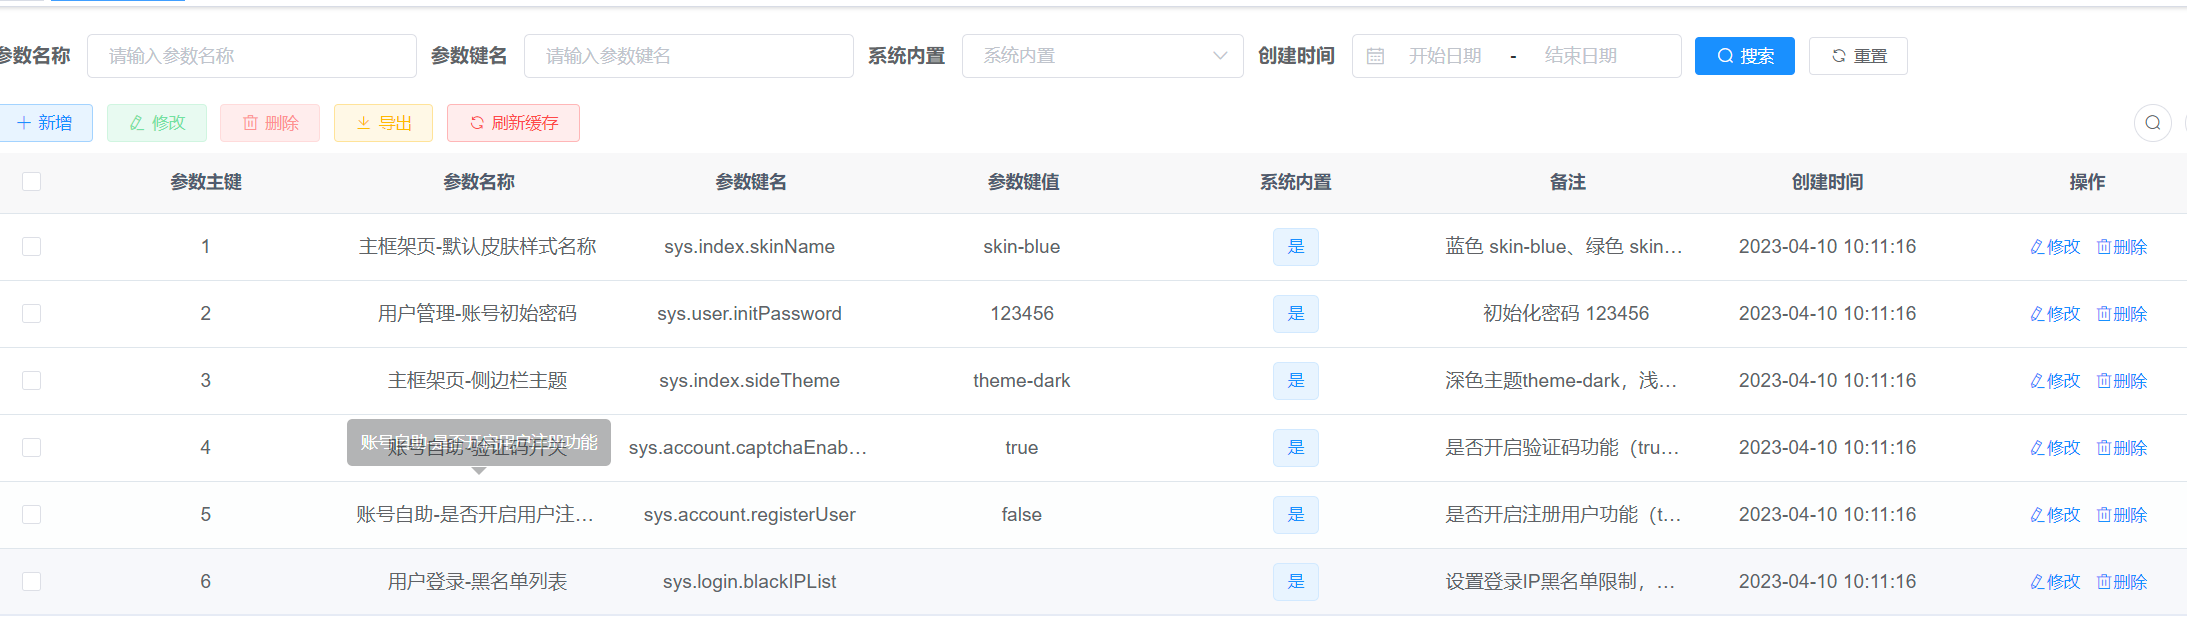 参数名称 请输入参数名称 参数键名 请输入参数键名 系统内置 系统内置 创建时间 开始日期 - 结束日期 搜索 重置
新增 修改 删除 导出 刷新缓存
参数主键 参数名称 参数键名 参数键值 系统内置 备注 创建时间 操作
1 主框架页-默认皮肤样式名称 sys.index.skinName skin-blue 是 蓝色 skin-blue、绿色 skin... 2023-04-10 10:11:16 修改 删除
2 用户管理-账号初始密码 sys.user.initPassword 123456 是 初始化密码 123456 2023-04-10 10:11:16 修改 删除
3 主框架页-侧边栏主题 sys.index.sideTheme theme-dark 是 深色主题theme-dark，浅... 2023-04-10 10:11:16 修改 删除
账号自助-是否开启用户注册功能
4 账号自助-验证码开关 sys.account.captchaEnab... true 是 是否开启验证码功能（tru... 2023-04-10 10:11:16 修改 删除
5 账号自助-是否开启用户注... sys.account.registerUser false 是 是否开启注册用户功能（t... 2023-04-10 10:11:16 修改 删除
6 用户登录-黑名单列表 sys.login.blackIPList 是 设置登录IP黑名单限制，... 2023-04-10 10:11:16 修改 删除